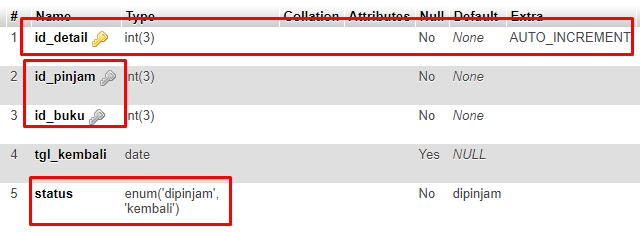 # Name Type Collation Attributes Null Default Extra
1 id_detail int(3) No None AUTO_INCREMENT
2 id_pinjam int(3) No None
3 id_buku int(3) No None
4 tgl_kembali date Yes NULL
5 status enum('dipinjam', No dipinjam
'kembali')